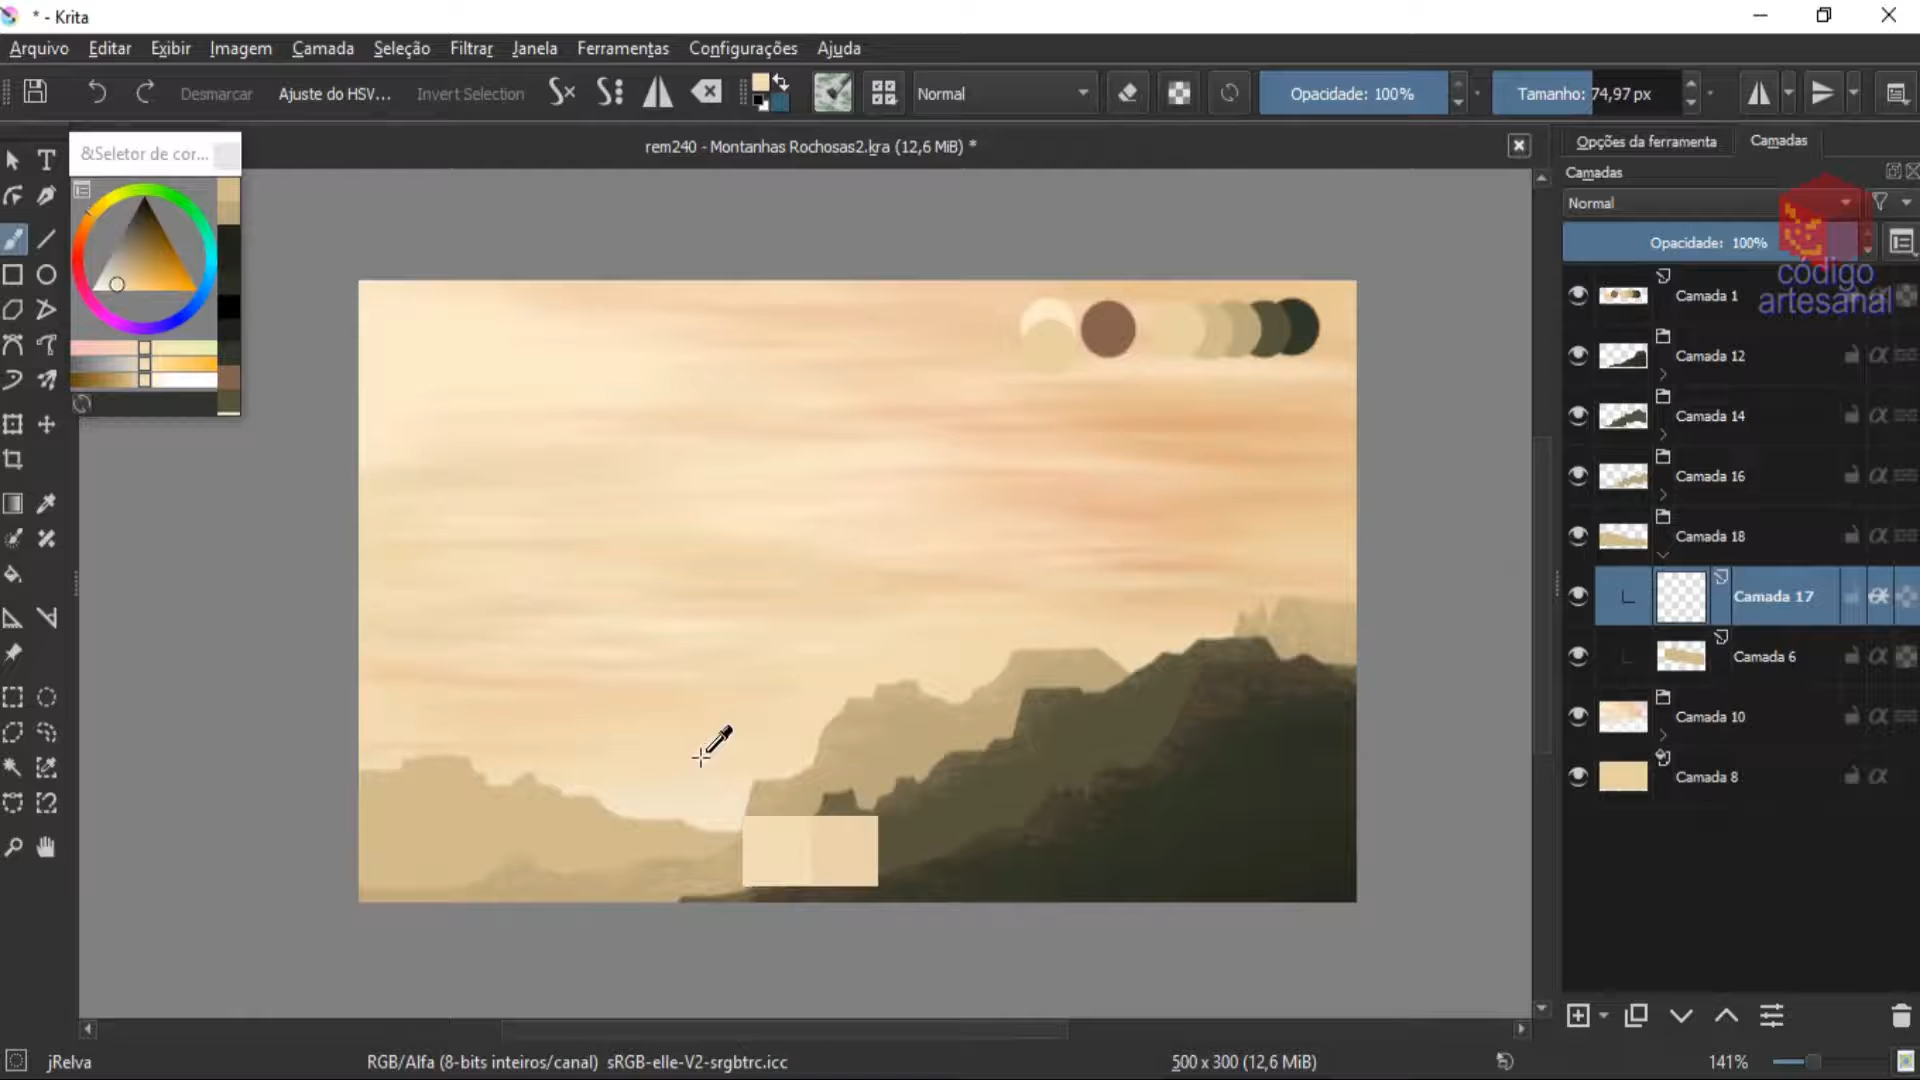 * - Krita
Arquivo Editar Exibir Imagem Camada Seleção Filtrar Janela Ferramentas Configurações Ajuda
Desmarcar Ajuste do HSV... Invert Selection Normal Opacidade: 100% Tamanho: 74,97 px
&Seletor de cor...
rem240 - Montanhas Rochosas2.kra (12,6 MiB) *
Opções da ferramenta Camadas
Camadas
Normal
Opacidade: 100%
código
artesanal
Camada 1
Camada 12
Camada 14
Camada 16
Camada 18
Camada 17
Camada 6
Camada 10
Camada 8
jRelva RGB/Alfa (8-bits inteiros/canal) sRGB-elle-V2-srgbtrc.icc 500 x 300 (12,6 MiB) 141%